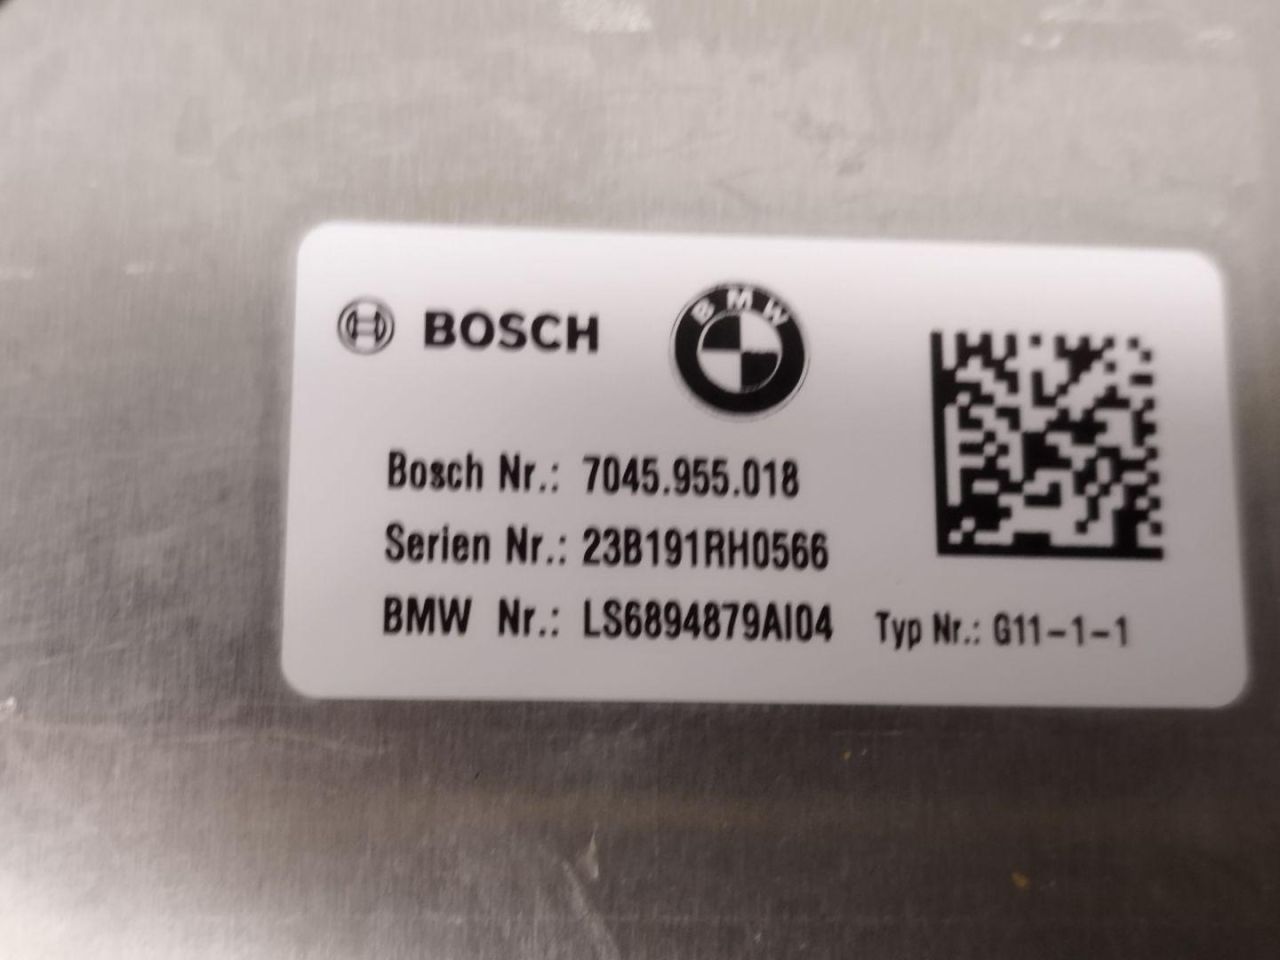 BOSCH
BMW
Bosch Nr.: 7045.955.018
Serien Nr.: 23B191RH0566
BMW Nr.: LS6894879AI04 Typ Nr.: G11-1-1